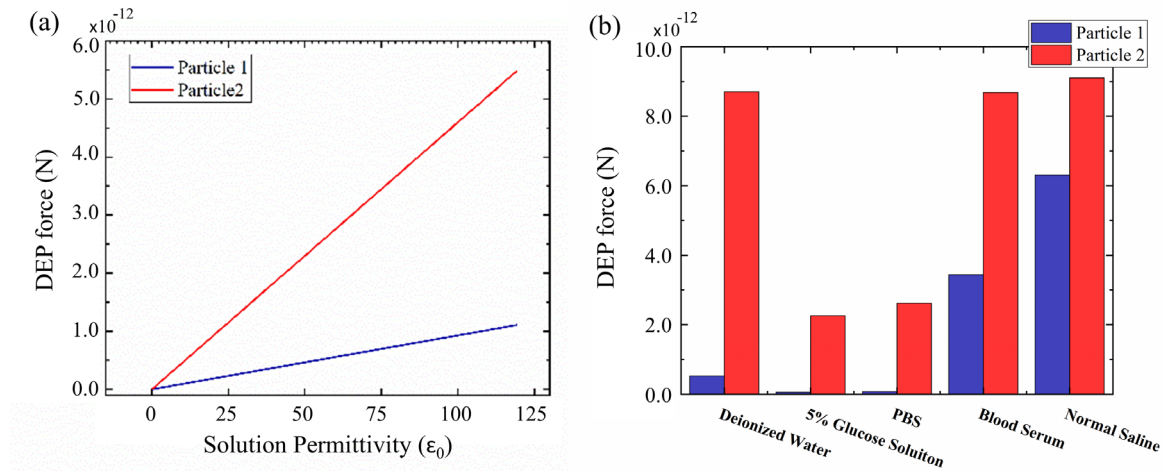 (a)
x10⁻¹²
6.0
5.0
4.0
3.0
2.0
1.0
0.0
DEP force (N)
Particle 1
Particle2
0 25 50 75 100 125
Solution Permittivity (ε₀)
(b)
x10⁻¹²
10.0
8.0
6.0
4.0
2.0
0.0
DEP force (N)
Particle 1
Particle 2
Deionized Water
5% Glucose Soluiton
PBS
Blood Serum
Normal Saline